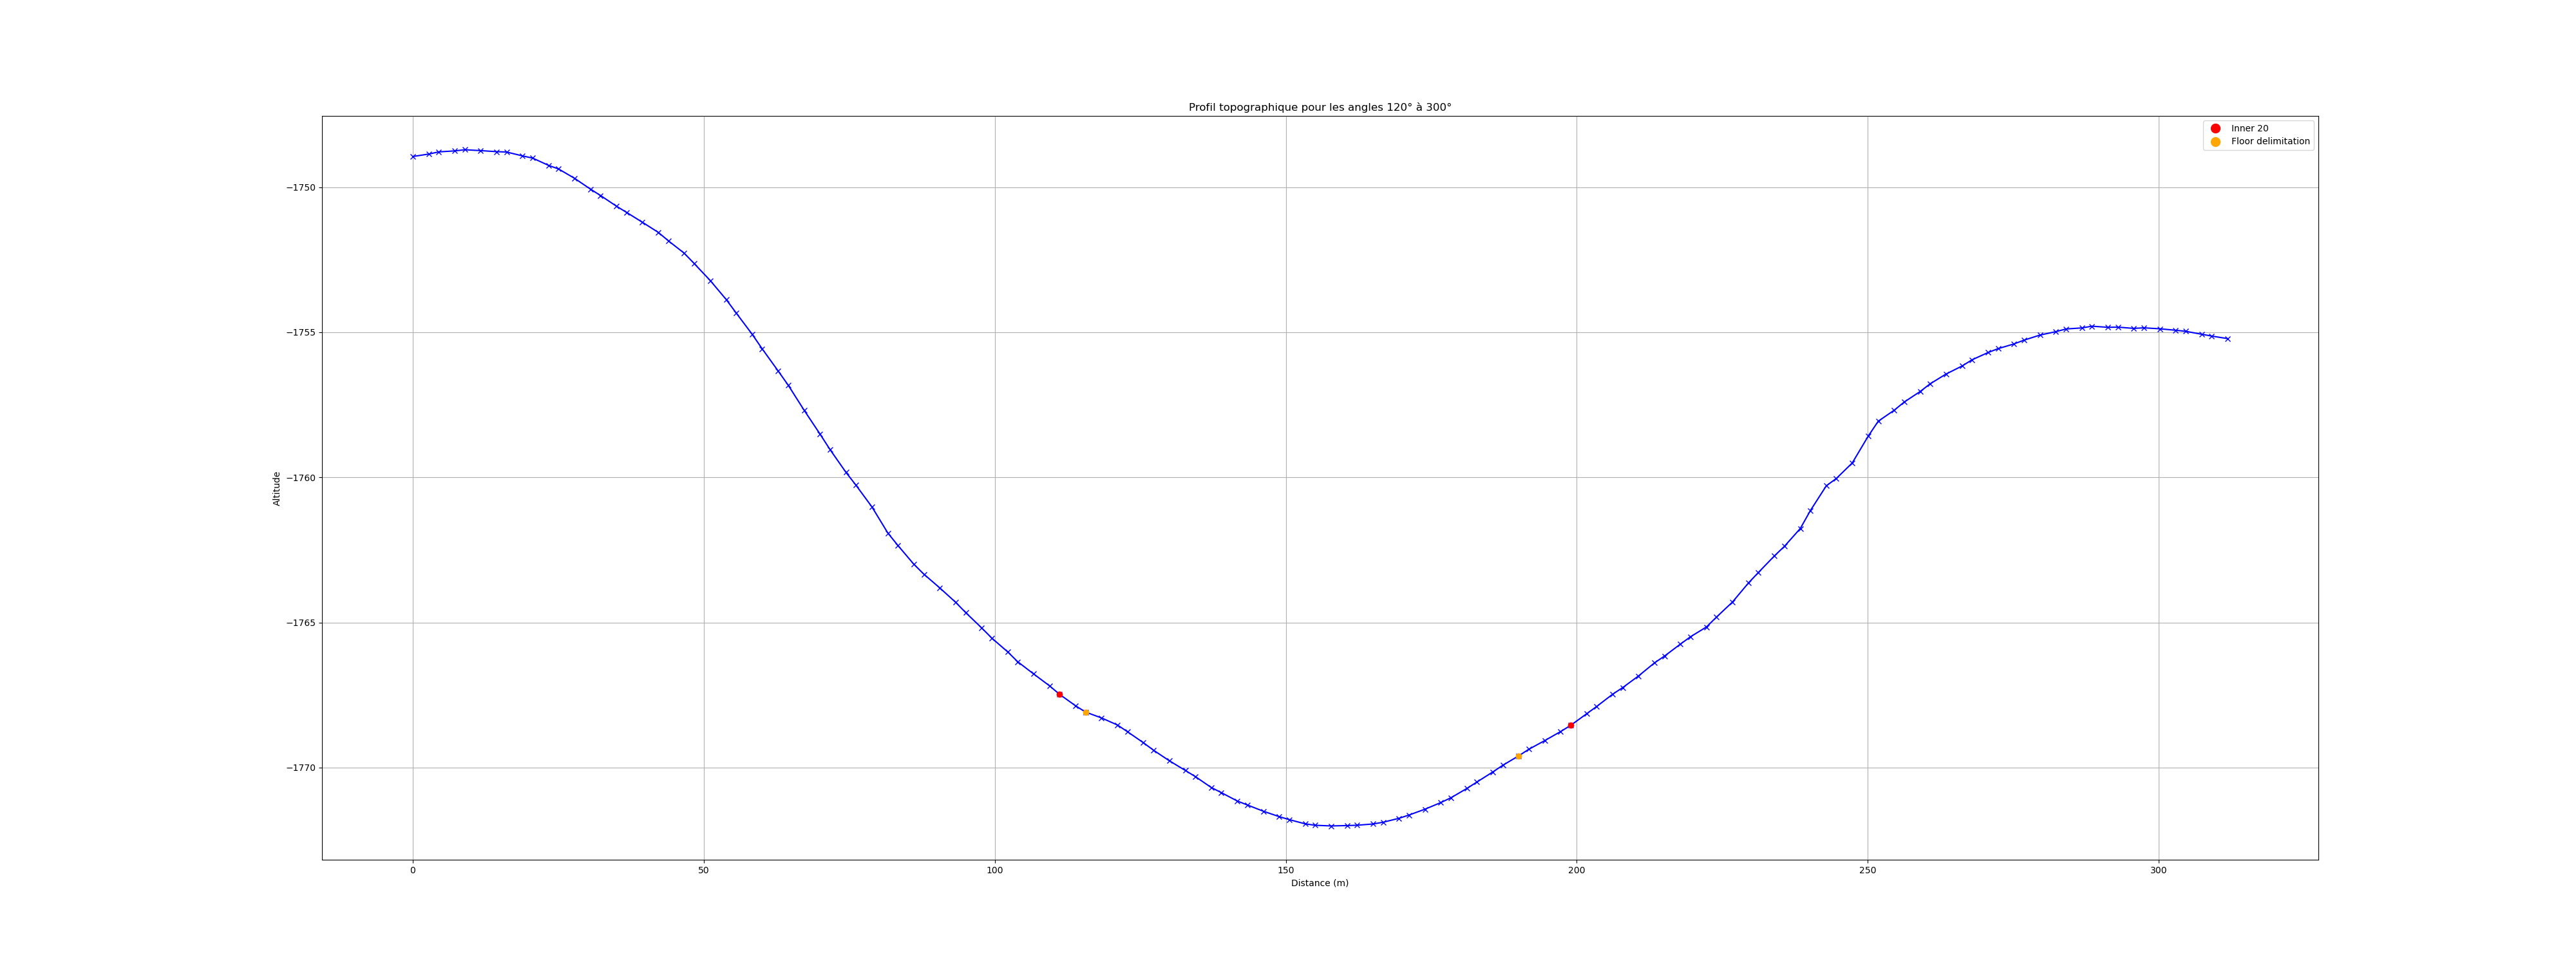 Profil topographique pour les angles 120° à 300°
Inner 20
Floor delimitation
Altitude
−1750
−1755
−1760
−1765
−1770
0 50 100 150 200 250 300
Distance (m)